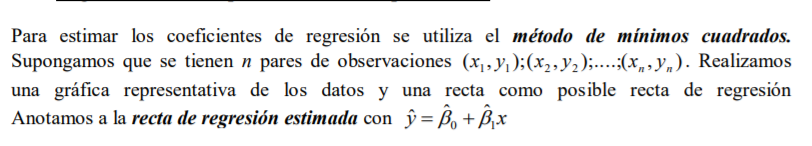 Para estimar los coeficientes de regresión se utiliza el método de mínimos cuadrados.
Supongamos que se tienen n pares de observaciones (x₁, y₁);(x₂, y₂);....;(xₙ, yₙ). Realizamos
una gráfica representativa de los datos y una recta como posible recta de regresión
Anotamos a la recta de regresión estimada con ŷ = β̂₀ + β̂₁x